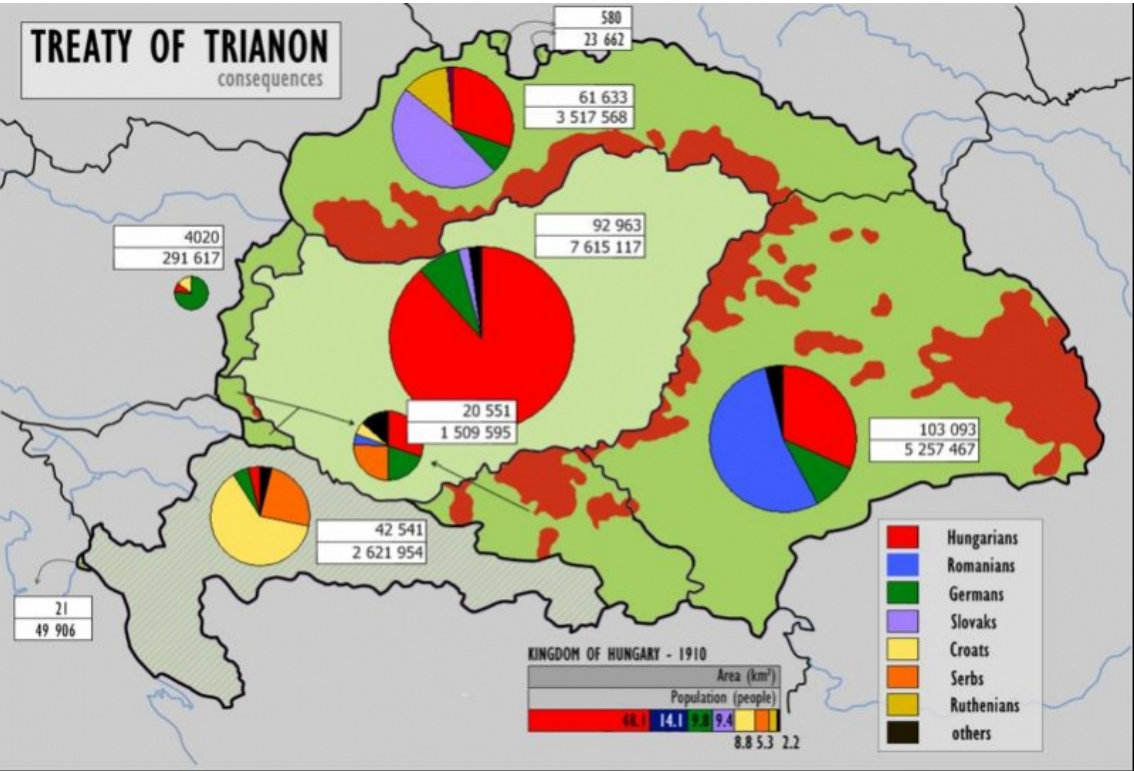 TREATY OF TRIANON
consequences
580
23 662
61 633
3 517 568
92 963
7 615 117
4020
291 617
20 551
1 509 595
103 093
5 257 467
42 541
2 621 954
21
49 906
Hungarians
Romanians
Germans
Slovaks
Croats
Serbs
Ruthenians
others
KINGDOM OF HUNGARY - 1910
Area (km²)
Population (people)
48.1 14.1 9.8 9.4
8.8 5.3 2.2